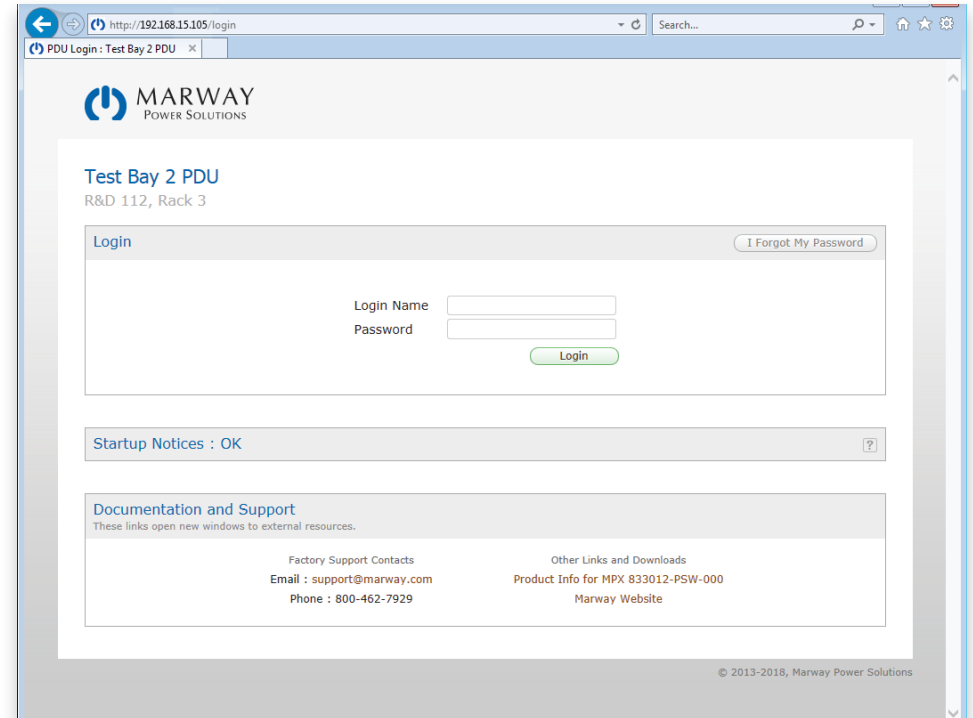 http://192.168.15.105/login
Search...
PDU Login : Test Bay 2 PDU
MARWAY
POWER SOLUTIONS
Test Bay 2 PDU
R&D 112, Rack 3
Login
I Forgot My Password
Login Name
Password
Login
Startup Notices : OK
?
Documentation and Support
These links open new windows to external resources.
Factory Support Contacts
Other Links and Downloads
Email : support@marway.com
Product Info for MPX 833012-PSW-000
Phone : 800-462-7929
Marway Website
© 2013-2018, Marway Power Solutions